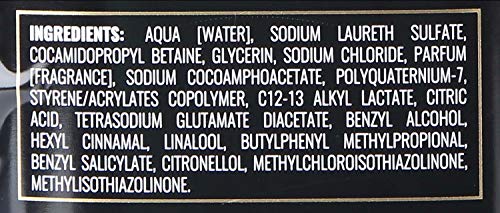 INGREDIENTS: AQUA [WATER], SODIUM LAURETH SULFATE,
COCAMIDOPROPYL BETAINE, GLYCERIN, SODIUM CHLORIDE, PARFUM
[FRAGRANCE], SODIUM COCOAMPHOACETATE, POLYQUATERNIUM-7,
STYRENE/ACRYLATES COPOLYMER, C12-13 ALKYL LACTATE, CITRIC
ACID, TETRASODIUM GLUTAMATE DIACETATE, BENZYL ALCOHOL,
HEXYL CINNAMAL, LINALOOL, BUTYLPHENYL METHYLPROPIONAL,
BENZYL SALICYLATE, CITRONELLOL, METHYLCHLOROISOTHIAZOLINONE,
METHYLISOTHIAZOLINONE.